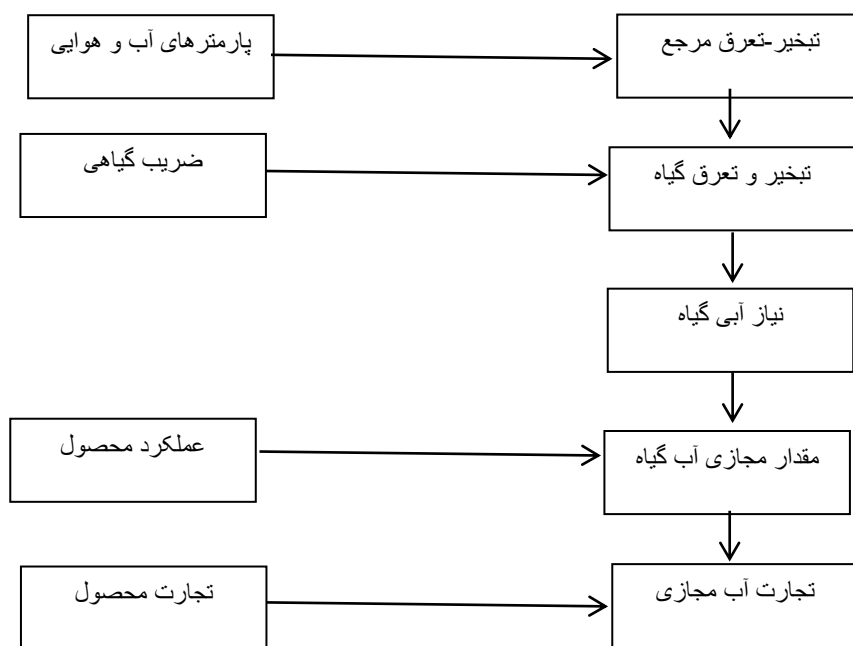 تبخیر-تعرق مرجع
پارمترهای آب و هوایی
تبخیر و تعرق گیاه
ضریب گیاهی
نیاز آبی گیاه
مقدار مجازی آب گیاه
عملکرد محصول
تجارت آب مجازی
تجارت محصول